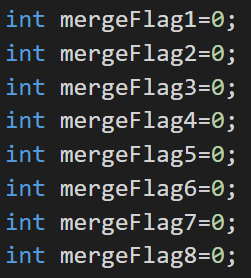 int mergeFlag1=0;
int mergeFlag2=0;
int mergeFlag3=0;
int mergeFlag4=0;
int mergeFlag5=0;
int mergeFlag6=0;
int mergeFlag7=0;
int mergeFlag8=0;